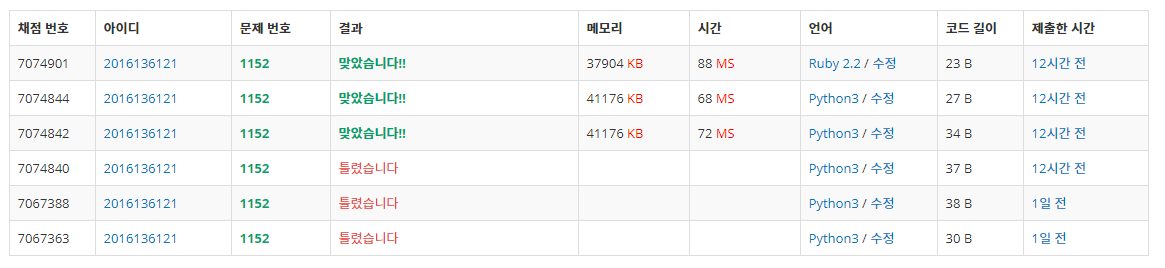 채점 번호 아이디 문제 번호 결과 메모리 시간 언어 코드 길이 제출한 시간
7074901 2016136121 1152 맞았습니다!! 37904 KB 88 MS Ruby 2.2 / 수정 23 B 12시간 전
7074844 2016136121 1152 맞았습니다!! 41176 KB 68 MS Python3 / 수정 27 B 12시간 전
7074842 2016136121 1152 맞았습니다!! 41176 KB 72 MS Python3 / 수정 34 B 12시간 전
7074840 2016136121 1152 틀렸습니다 Python3 / 수정 37 B 12시간 전
7067388 2016136121 1152 틀렸습니다 Python3 / 수정 38 B 1일 전
7067363 2016136121 1152 틀렸습니다 Python3 / 수정 30 B 1일 전